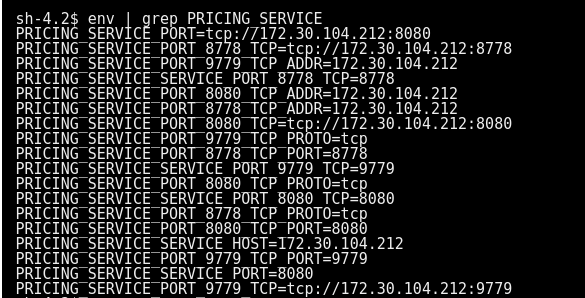 sh-4.2$ env | grep PRICING_SERVICE
PRICING_SERVICE_PORT=tcp://172.30.104.212:8080
PRICING_SERVICE_PORT_8778_TCP=tcp://172.30.104.212:8778
PRICING_SERVICE_PORT_9779_TCP_ADDR=172.30.104.212
PRICING_SERVICE_SERVICE_PORT_8778_TCP=8778
PRICING_SERVICE_PORT_8080_TCP_ADDR=172.30.104.212
PRICING_SERVICE_PORT_8778_TCP_ADDR=172.30.104.212
PRICING_SERVICE_PORT_8080_TCP=tcp://172.30.104.212:8080
PRICING_SERVICE_PORT_9779_TCP_PROTO=tcp
PRICING_SERVICE_PORT_8778_TCP_PORT=8778
PRICING_SERVICE_SERVICE_PORT_9779_TCP=9779
PRICING_SERVICE_PORT_8080_TCP_PROTO=tcp
PRICING_SERVICE_SERVICE_PORT_8080_TCP=8080
PRICING_SERVICE_PORT_8778_TCP_PROTO=tcp
PRICING_SERVICE_PORT_8080_TCP_PORT=8080
PRICING_SERVICE_SERVICE_HOST=172.30.104.212
PRICING_SERVICE_PORT_9779_TCP_PORT=9779
PRICING_SERVICE_SERVICE_PORT=8080
PRICING_SERVICE_PORT_9779_TCP=tcp://172.30.104.212:9779